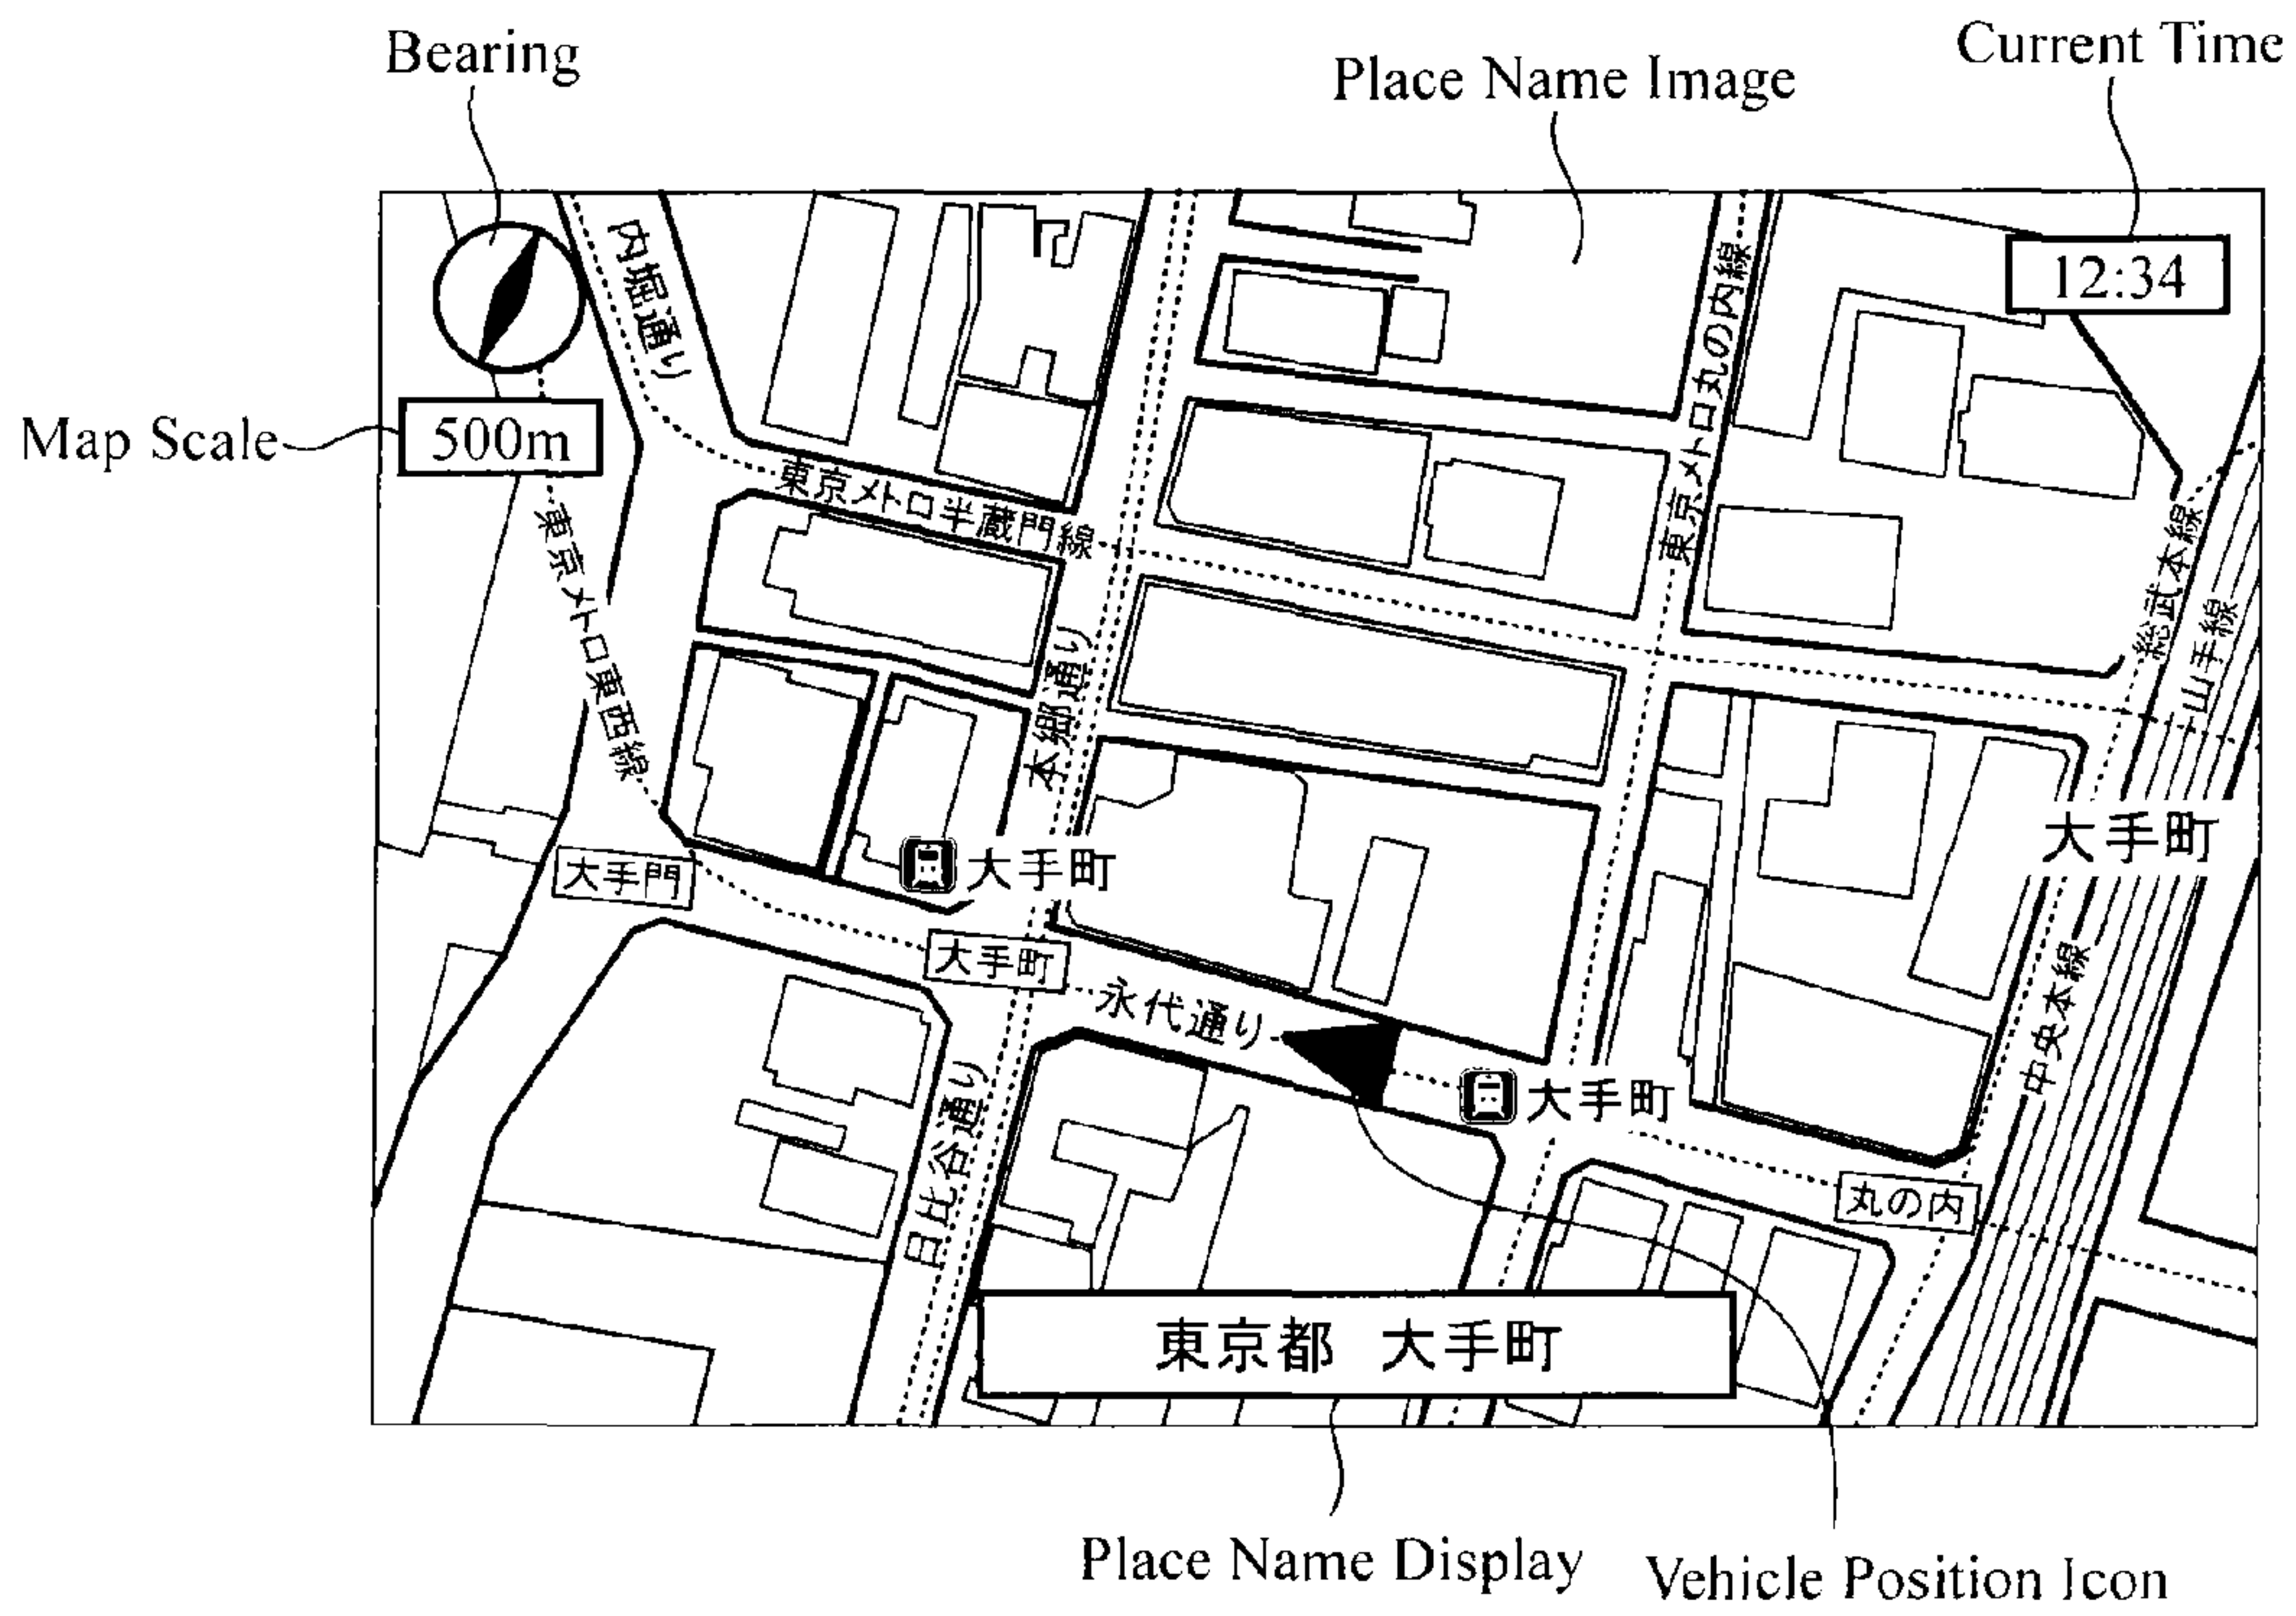 Bearing
Place Name Image
Current Time
12:34
内堀通り
東京メトロ丸の内線
Map Scale
500m
東京メトロ半蔵門線
東京メトロ東西線
総武本線
山手線
本郷通り
大手町
大手町
大手門
大手町
永代通り
中央本線
大手町
日比谷通り
丸の内
東京都 大手町
Place Name Display
Vehicle Position Icon